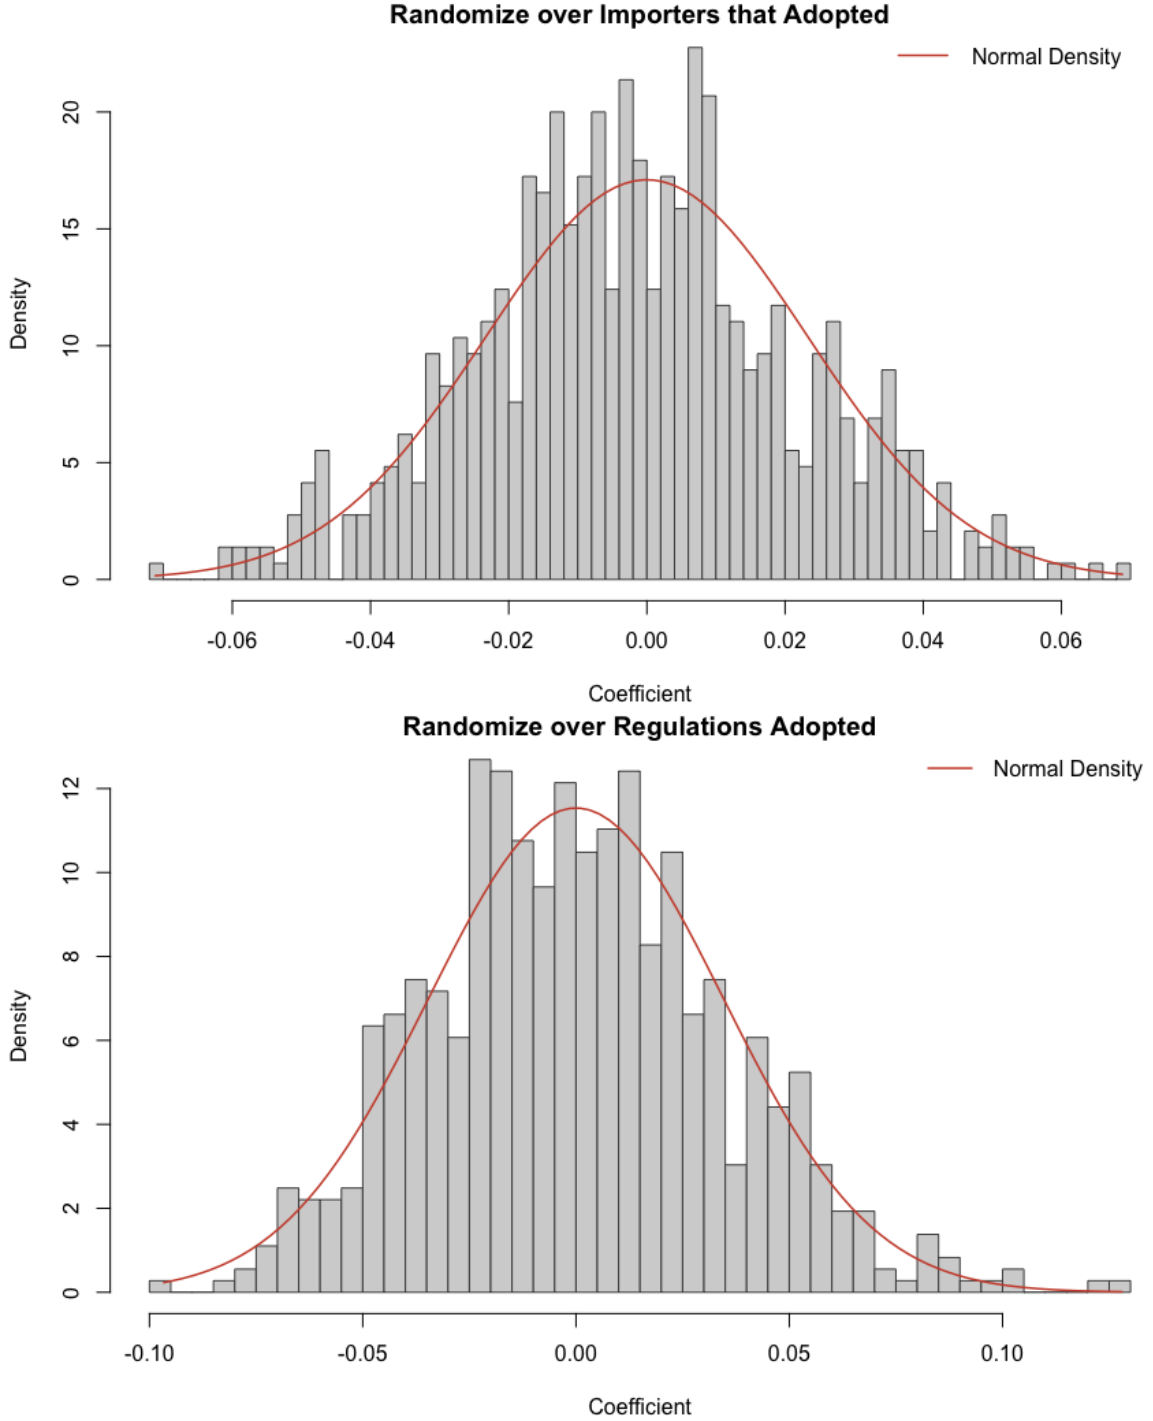 Randomize over Importers that Adopted
Normal Density
20
15
10
5
0
Density
-0.06 -0.04 -0.02 0.00 0.02 0.04 0.06
Coefficient
Randomize over Regulations Adopted
Normal Density
12
10
8
6
4
2
0
Density
-0.10 -0.05 0.00 0.05 0.10
Coefficient